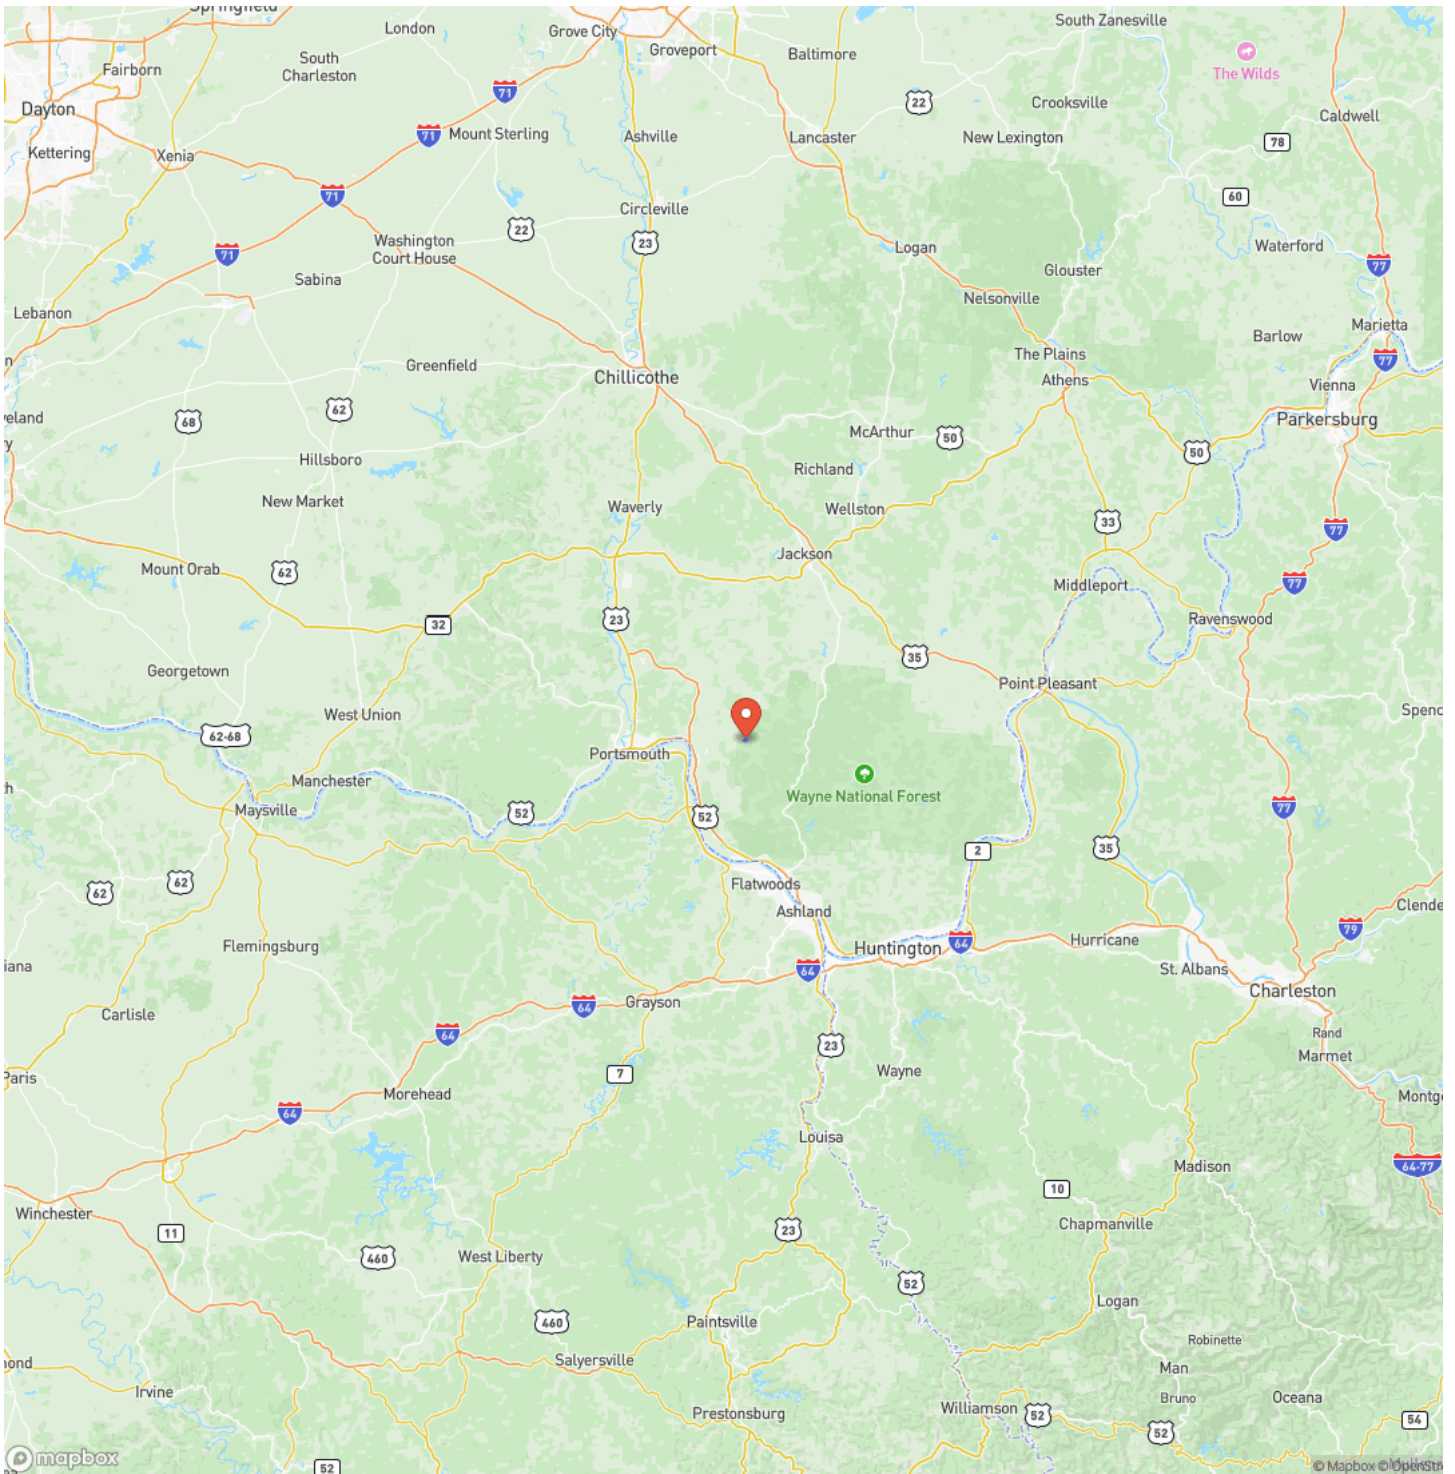 Springfield
London
Grove City
Groveport
Baltimore
South Zanesville
The Wilds
South
Charleston
Fairborn
71
22
Crooksville
Caldwell
Dayton
71
Mount Sterling
Ashville
Lancaster
New Lexington
78
Kettering
Xenia
71
60
Circleville
22
23
Washington
Court House
71
Logan
Waterford
77
Sabina
Glouster
Nelsonville
Lebanon
Marietta
Barlow
The Plains
77
Greenfield
Chillicothe
Athens
Vienna
62
68
Parkersburg
McArthur
50
50
Hillsboro
Richland
New Market
Waverly
Wellston
33
77
Jackson
Mount Orab
62
Middleport
77
23
32
Ravenswood
Georgetown
35
Point Pleasant
West Union
Spenc
62-68
Portsmouth
Manchester
Wayne National Forest
Maysville
52
52
77
2
35
62
62
Flatwoods
Ashland
Clende
79
Flemingsburg
Huntington
64
Hurricane
64
St. Albans
Charleston
Grayson
64
Carlisle
64
Rand
Marmet
23
7
Wayne
Paris
Morehead
64
Montg
Louisa
Madison
64-77
10
Winchester
11
Chapmanville
23
West Liberty
460
52
Logan
460
Paintsville
Robinette
Salyersville
Man
Irvine
Bruno
Oceana
Prestonsburg
Williamson
52
54
52
mapbox
52
© Mapbox © OpenStr